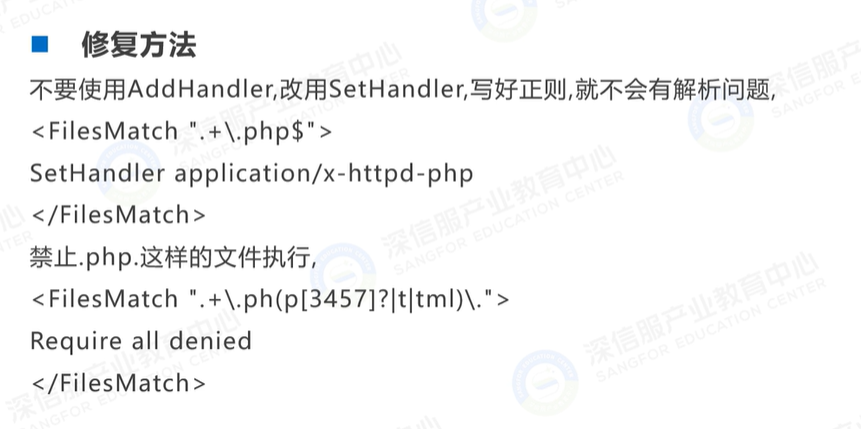 修复方法
不要使用AddHandler,改用SetHandler,写好正则,就不会有解析问题,
<FilesMatch ".+\.php$">
SetHandler application/x-httpd-php
</FilesMatch>
禁止.php.这样的文件执行,
<FilesMatch ".+\.ph(p[3457]?|t|tml)\.">
Require all denied
</FilesMatch>
深信服产业教育中心
SANGFOR EDUCATION CENTER